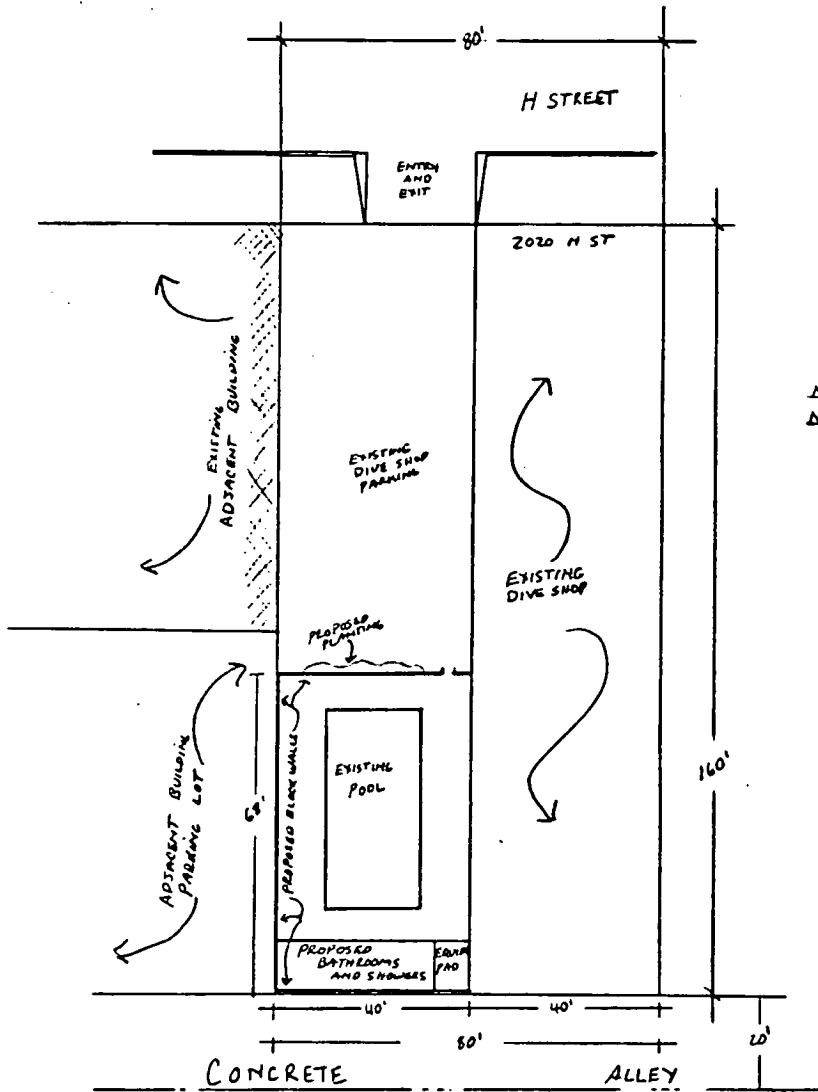 80'
H STREET
ENTRY
AND
EXIT
2020 H ST
EXISTING
ADJACENT BUILDING
EXISTING
DIVE SHOP
PARKING
EXISTING
DIVE SHOP
PROPOSED
PLANTING
160'
ADJACENT BUILDING
PARKING LOT
68'
PROPOSED BLOCK WALLS
EXISTING
POOL
PROPOSED
BATHROOMS
AND SHOWERS
EQUIP
PAD
40'
40'
80'
20'
CONCRETE ALLEY